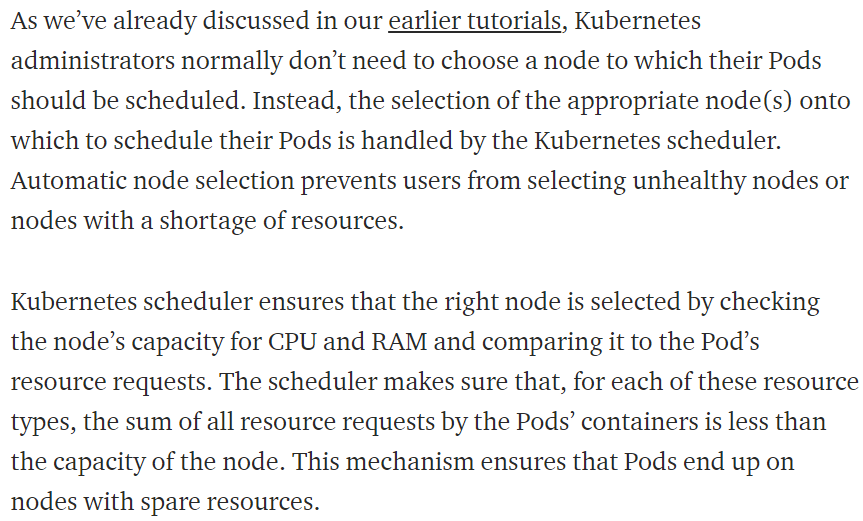 As we’ve already discussed in our earlier tutorials, Kubernetes
administrators normally don’t need to choose a node to which their Pods
should be scheduled. Instead, the selection of the appropriate node(s) onto
which to schedule their Pods is handled by the Kubernetes scheduler.
Automatic node selection prevents users from selecting unhealthy nodes or
nodes with a shortage of resources.
Kubernetes scheduler ensures that the right node is selected by checking
the node’s capacity for CPU and RAM and comparing it to the Pod’s
resource requests. The scheduler makes sure that, for each of these resource
types, the sum of all resource requests by the Pods’ containers is less than
the capacity of the node. This mechanism ensures that Pods end up on
nodes with spare resources.